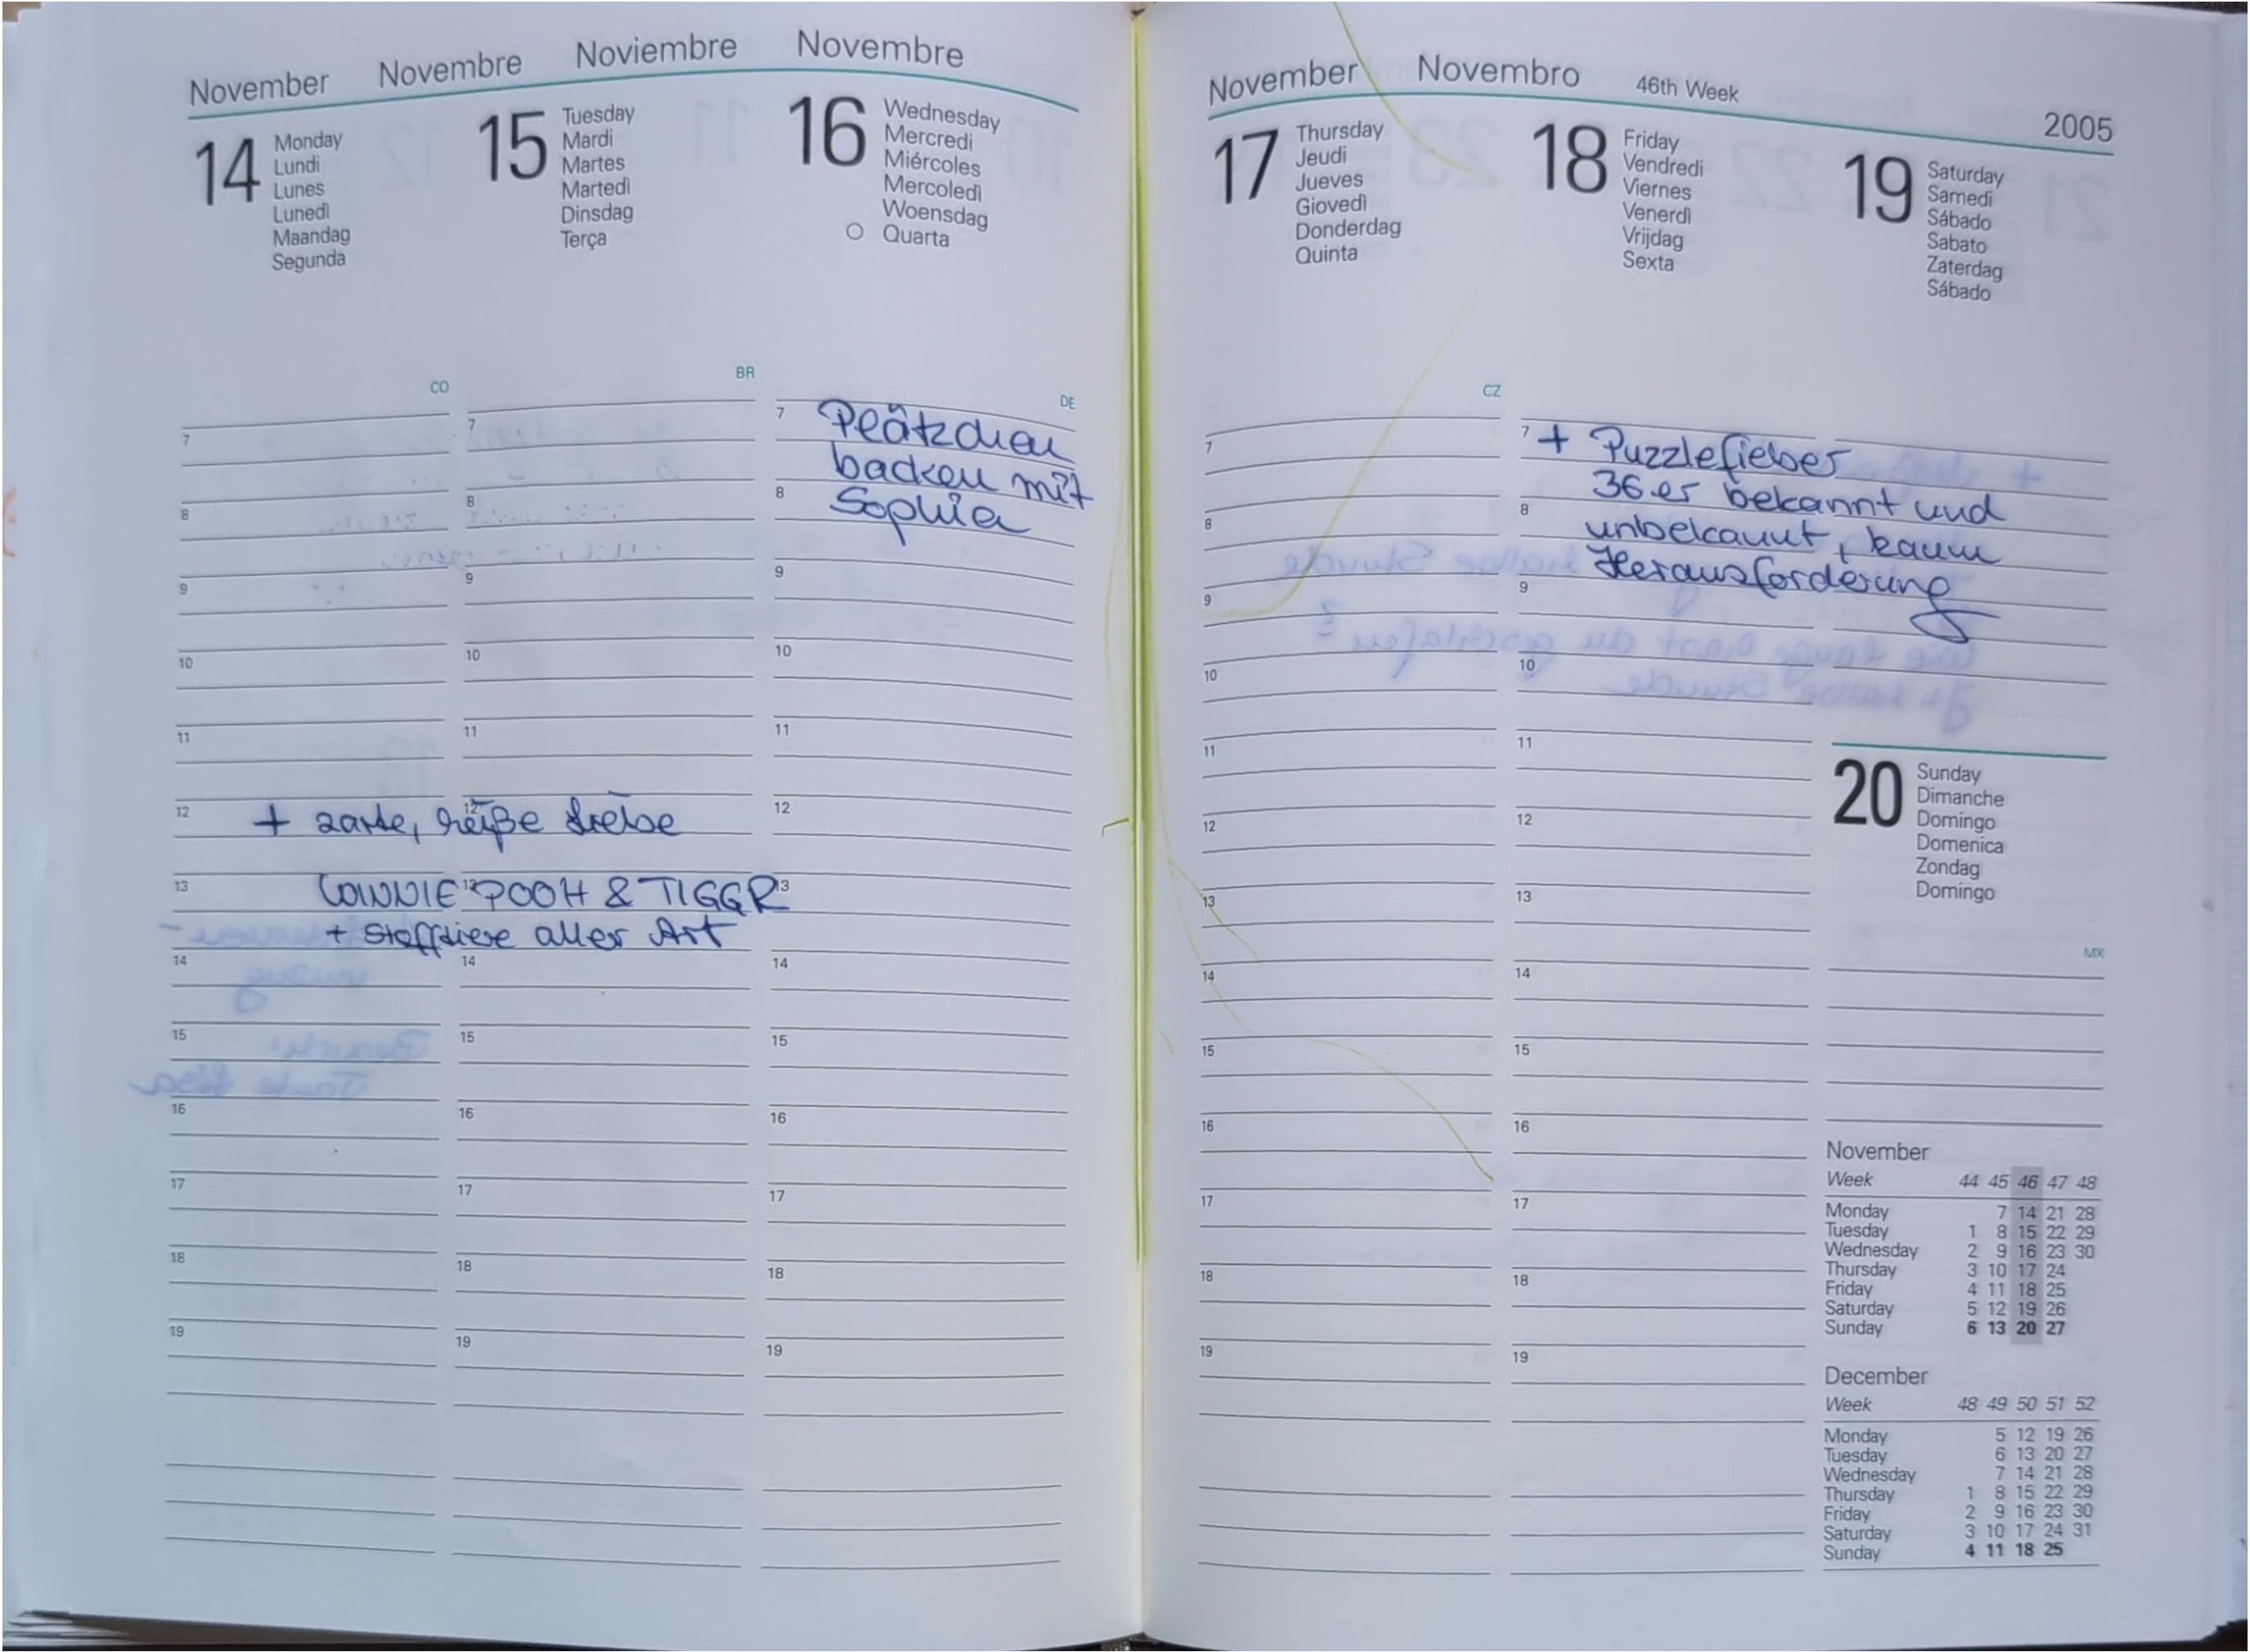 November Novembre Noviembre Novembre
14 Monday
Lundi
Lunes
Lunedì
Maandag
Segunda
15 Tuesday
Mardi
Martes
Martedì
Dinsdag
Terça
16 Wednesday
Mercredi
Miércoles
Mercoledì
Woensdag
Quarta
CO
BR
DE
7
8
9
10
11
12
13
14
15
16
17
18
19
7
8
9
10
11
12
13
14
15
16
17
18
19
7
8
9
10
11
12
13
14
15
16
17
18
19
Plätzchen
backen mit
Sophia
+ zarte, heiße Liebe
WINNIE POOH & TIGGR
+ Stofftiere aller Art
November Novembro 46th Week 2005
17 Thursday
Jeudi
Jueves
Giovedì
Donderdag
Quinta
18 Friday
Vendredi
Viernes
Venerdì
Vrijdag
Sexta
19 Saturday
Samedi
Sábado
Sabato
Zaterdag
Sábado
CZ
7
8
9
10
11
12
13
14
15
16
17
18
19
7
8
9
10
11
12
13
14
15
16
17
18
19
+ Puzzlefieber
36er bekannt und
unbekannt, kaum
Herausforderung
20 Sunday
Dimanche
Domingo
Domenica
Zondag
Domingo
MX
November
Week 44 45 46 47 48
Monday 7 14 21 28
Tuesday 1 8 15 22 29
Wednesday 2 9 16 23 30
Thursday 3 10 17 24
Friday 4 11 18 25
Saturday 5 12 19 26
Sunday 6 13 20 27
December
Week 48 49 50 51 52
Monday 5 12 19 26
Tuesday 6 13 20 27
Wednesday 7 14 21 28
Thursday 1 8 15 22 29
Friday 2 9 16 23 30
Saturday 3 10 17 24 31
Sunday 4 11 18 25